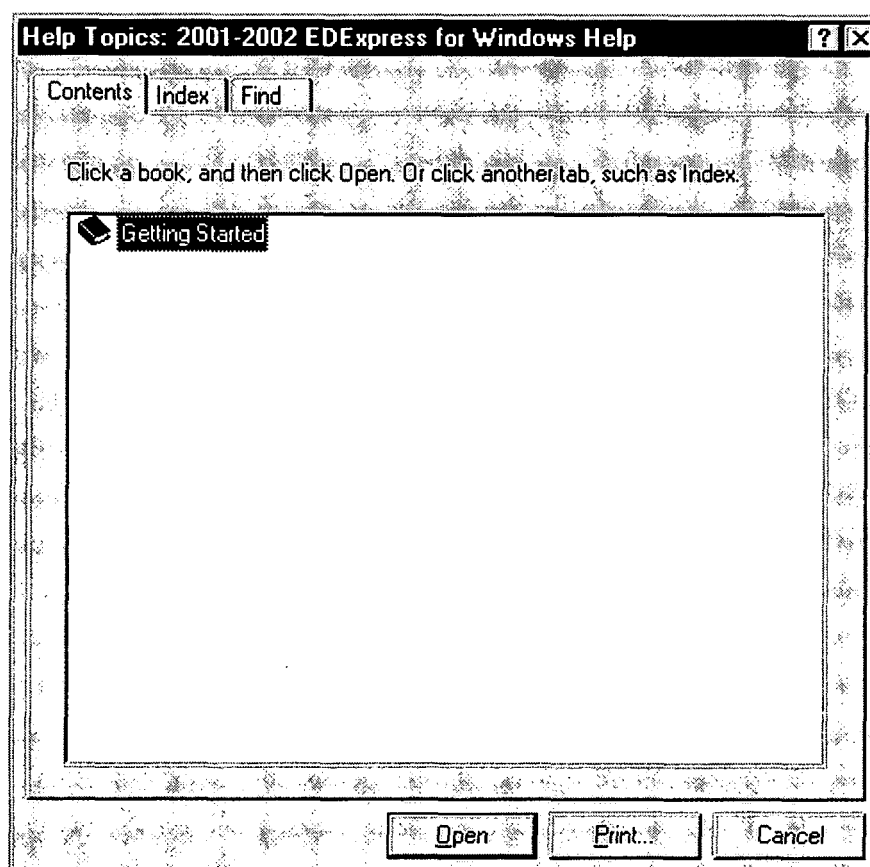 Help Topics: 2001-2002 EDExpress for Windows Help ? X
Contents Index Find
Click a book, and then click Open. Or click another tab, such as Index.
Getting Started
Open Print... Cancel